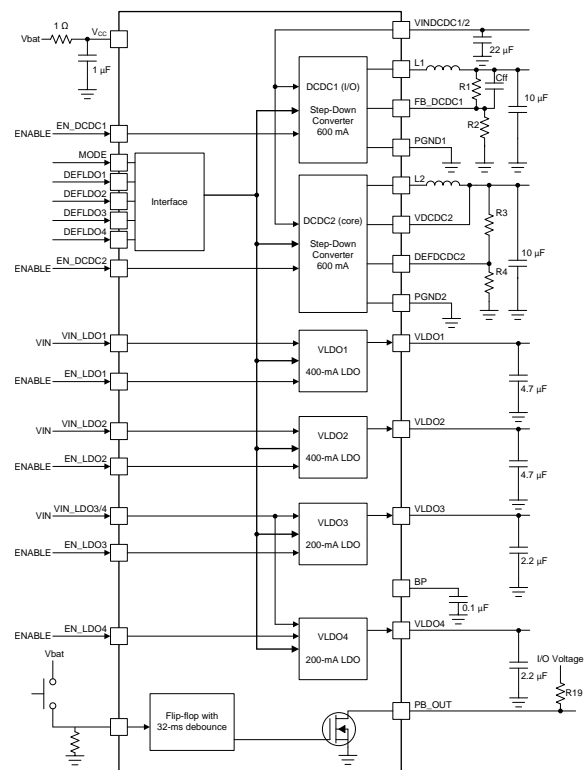 VINDCDC1/2
1 Ω
Vbat
VCC
1 µF
22 µF
L1
DCDC1 (I/O)
Step-Down
Converter
600 mA
R1
Cff
FB_DCDC1
10 µF
R2
EN_DCDC1
ENABLE
PGND1
MODE
DEFLDO1
DEFLDO2
DEFLDO3
DEFLDO4
Interface
L2
DCDC2 (core)
Step-Down
Converter
600 mA
VDCDC2
R3
DEFDCDC2
10 µF
R4
EN_DCDC2
ENABLE
PGND2
VIN_LDO1
VIN
VLDO1
400-mA LDO
VLDO1
EN_LDO1
ENABLE
4.7 µF
VIN_LDO2
VIN
VLDO2
400-mA LDO
VLDO2
EN_LDO2
ENABLE
4.7 µF
VIN_LDO3/4
VIN
VLDO3
200-mA LDO
VLDO3
EN_LDO3
ENABLE
2.2 µF
BP
0.1 µF
EN_LDO4
ENABLE
VLDO4
200-mA LDO
VLDO4
2.2 µF
I/O Voltage
R19
Vbat
PB_OUT
Flip-flop with
32-ms debounce